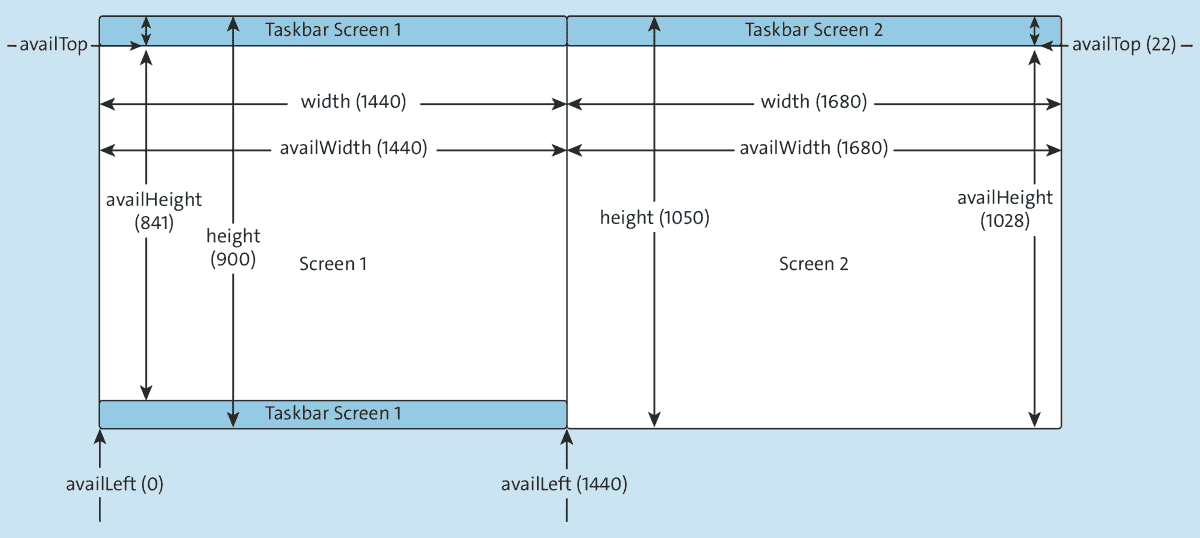 Taskbar Screen 1
Taskbar Screen 2
availTop
availTop (22)
width (1440)
width (1680)
availWidth (1440)
availWidth (1680)
availHeight
(841)
availHeight
(1028)
height (1050)
height
(900)
Screen 1
Screen 2
Taskbar Screen 1
availLeft (0)
availLeft (1440)